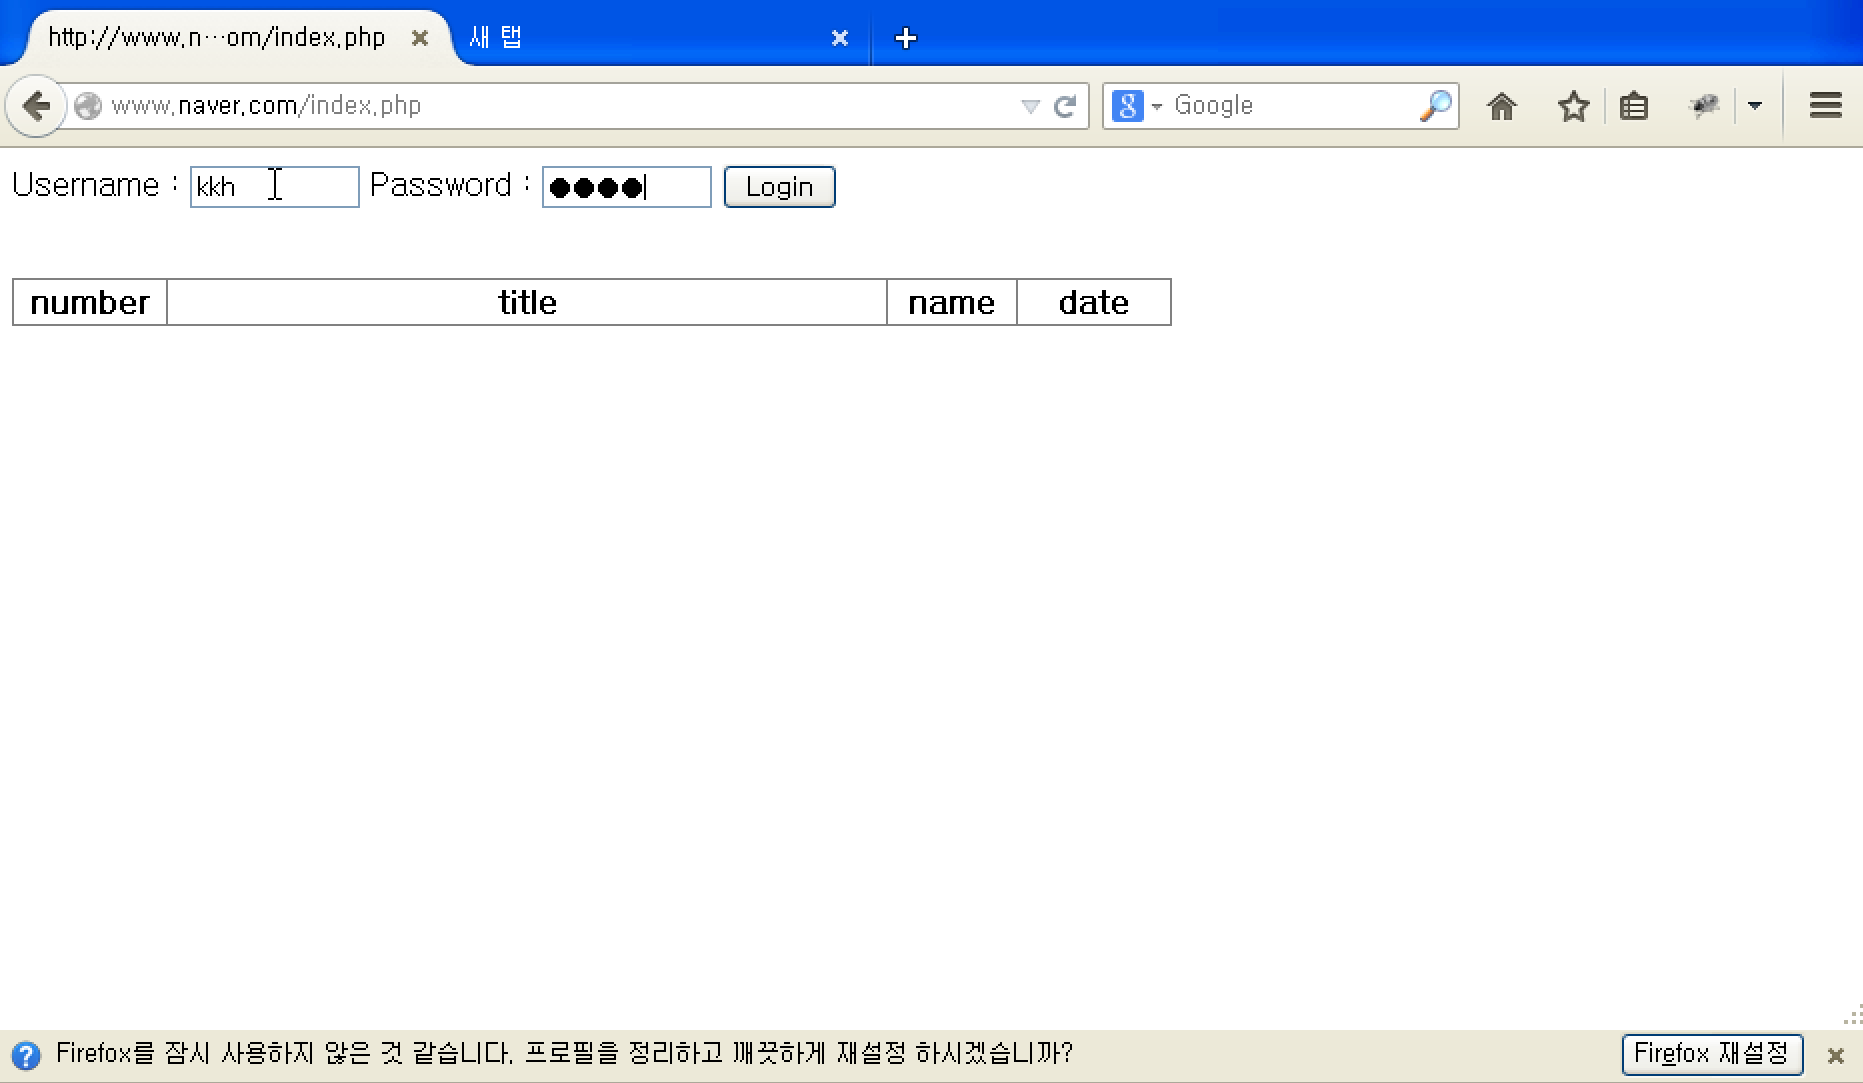 http://www.n…om/index.php
새 탭
www.naver.com/index.php
Google
Username : kkh Password : ●●●● Login
number title name date
Firefox를 잠시 사용하지 않은 것 같습니다. 프로필을 정리하고 깨끗하게 재설정 하시겠습니까? Firefox 재설정